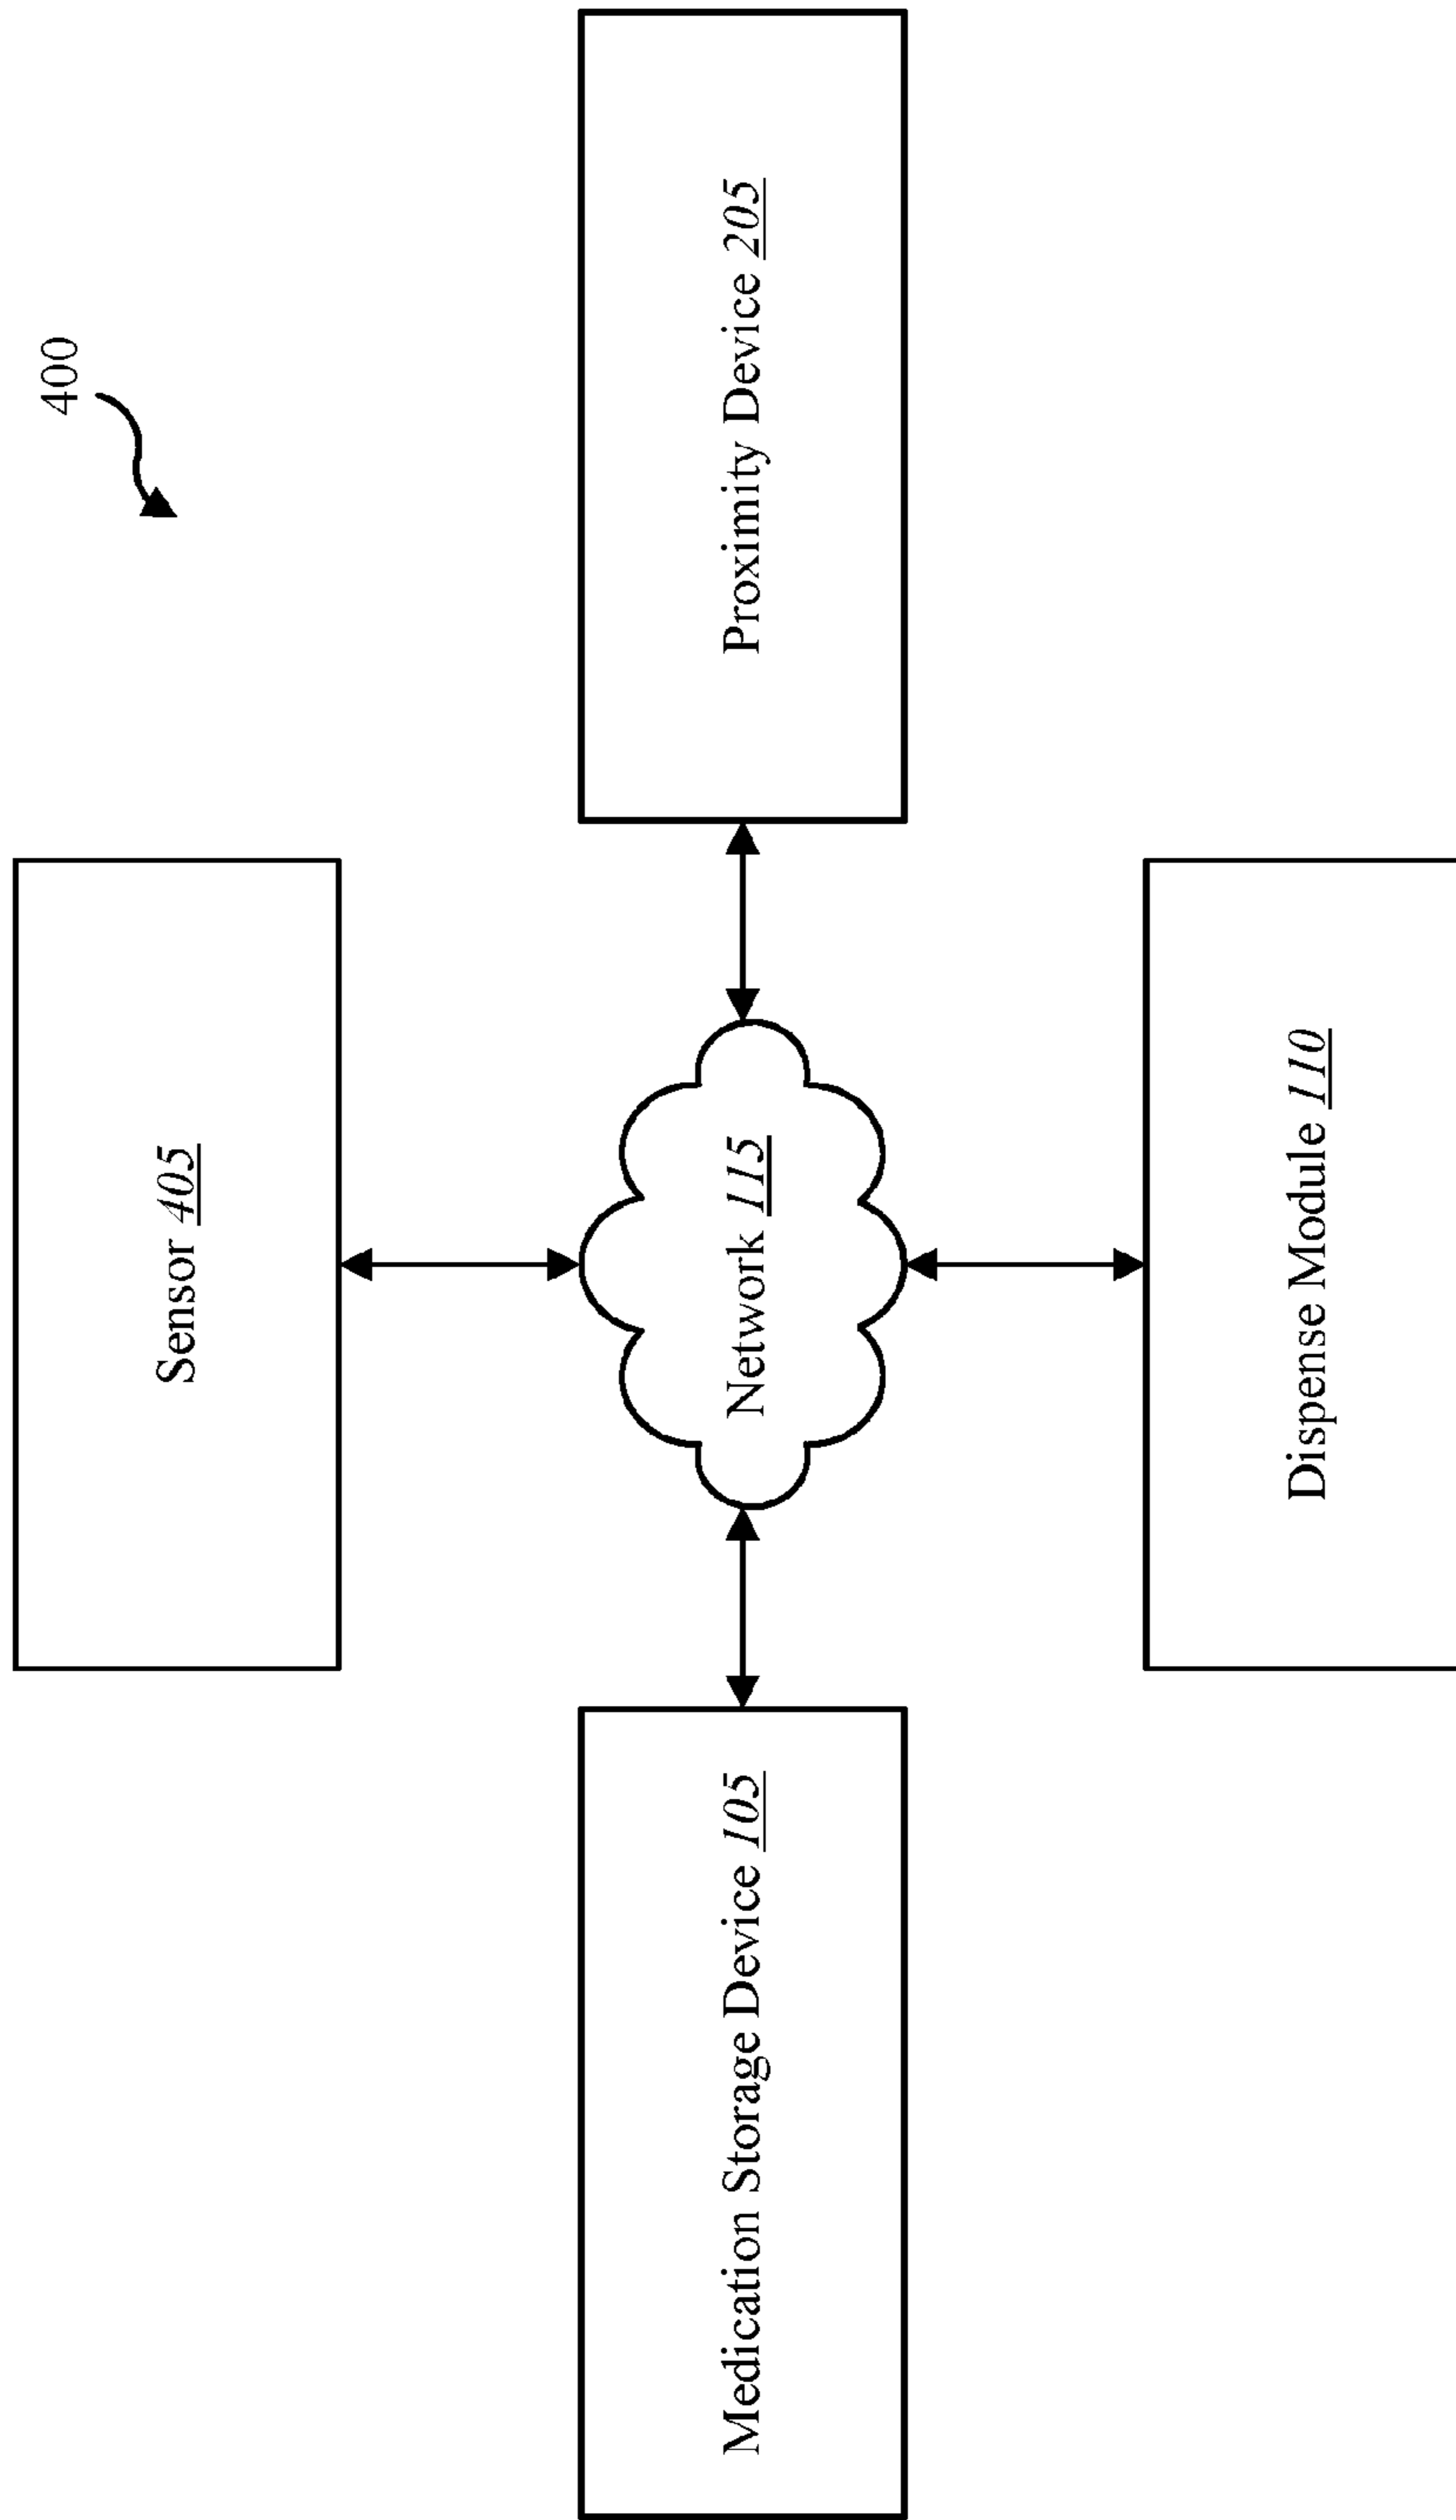 400
Sensor 405
Medication Storage Device 105
Network 115
Proximity Device 205
Dispense Module 110